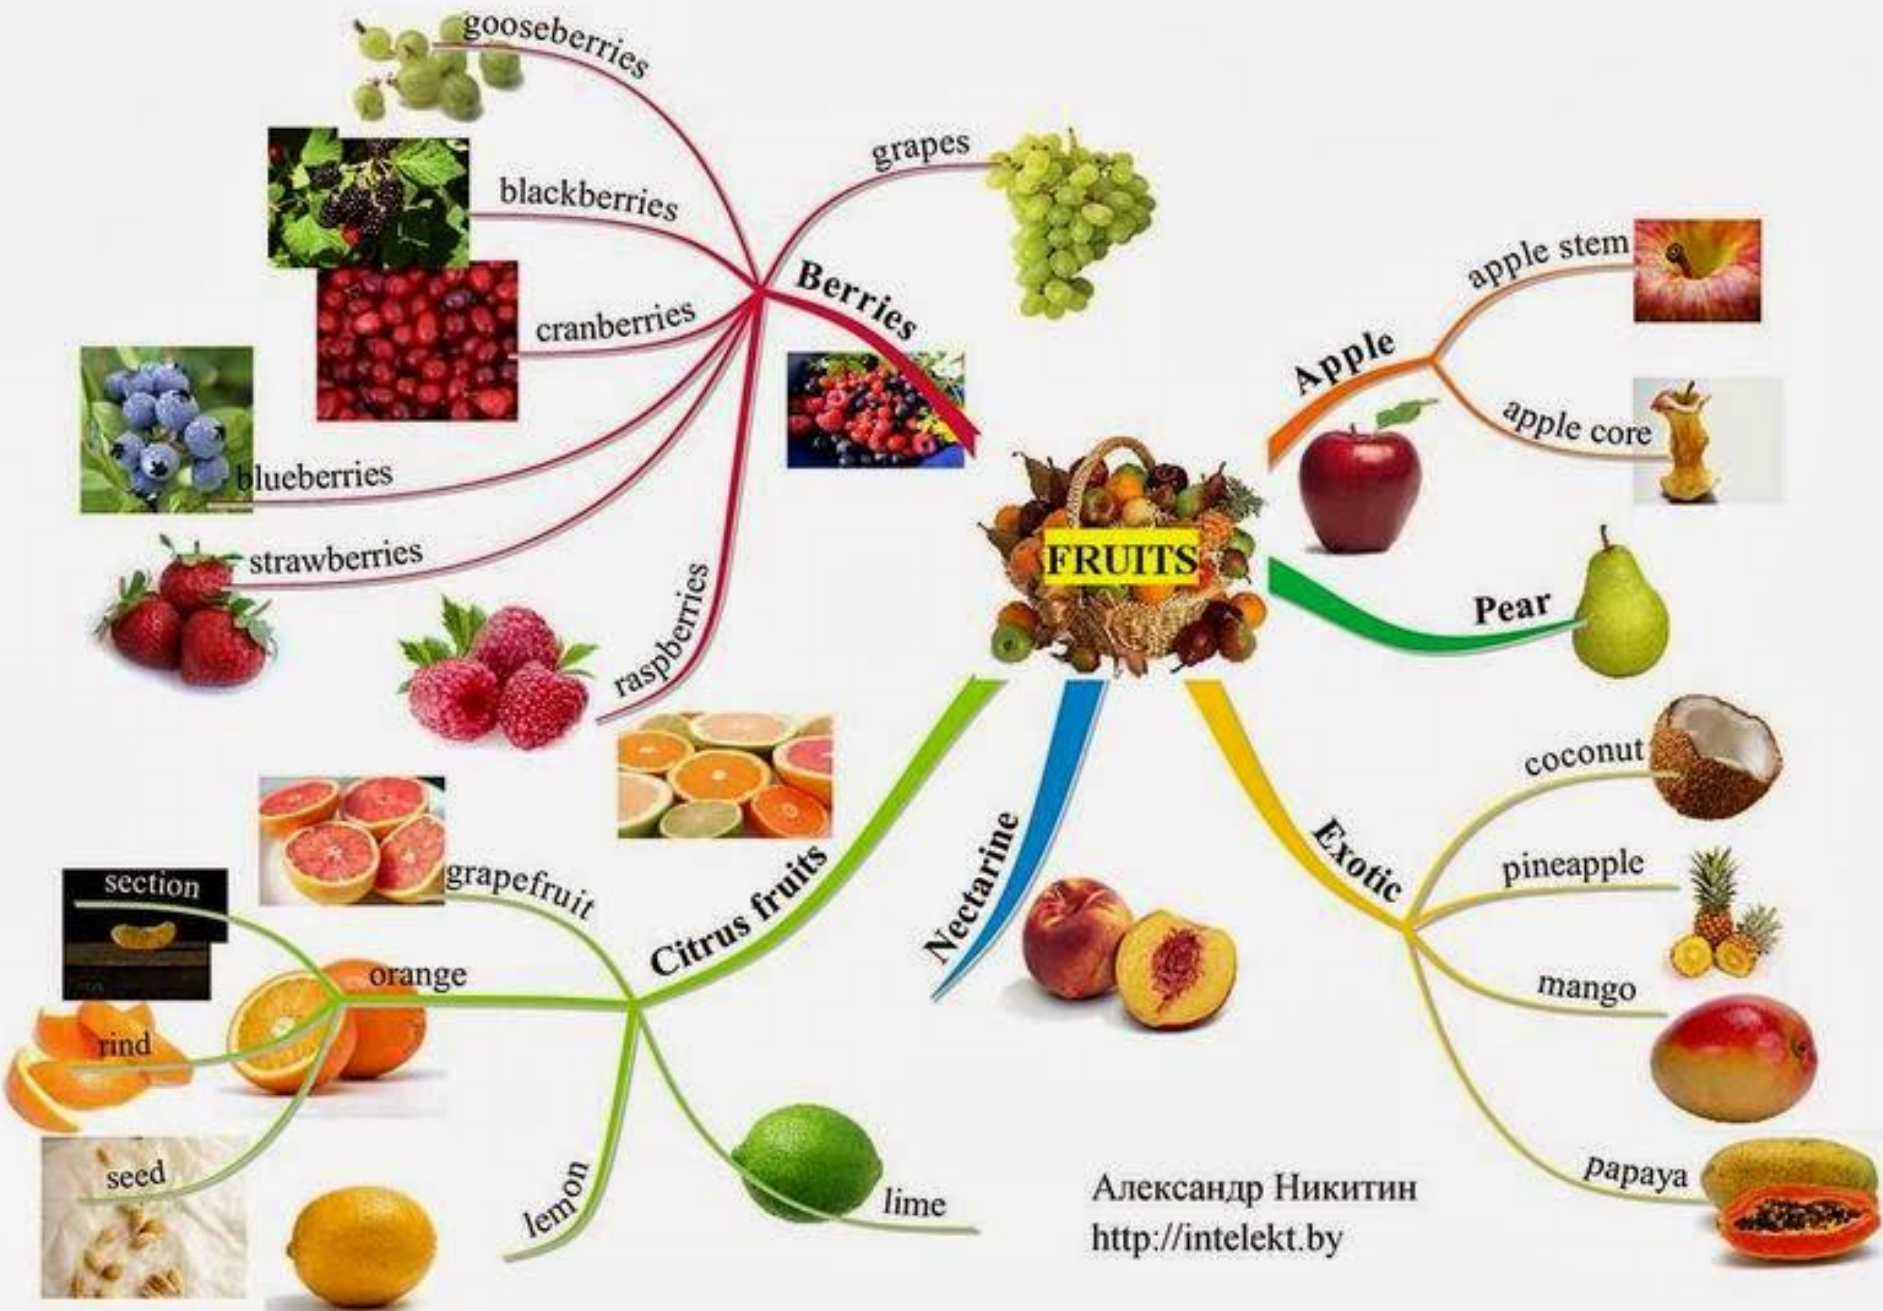 gooseberries
grapes
blackberries
apple stem
Berries
cranberries
Apple
apple core
blueberries
strawberries
FRUITS
raspberries
Pear
coconut
Exotic
pineapple
grapefruit
section
Nectarine
Citrus fruits
orange
mango
rind
seed
lemon
lime
papaya
Александр Никитин
http://intelekt.by